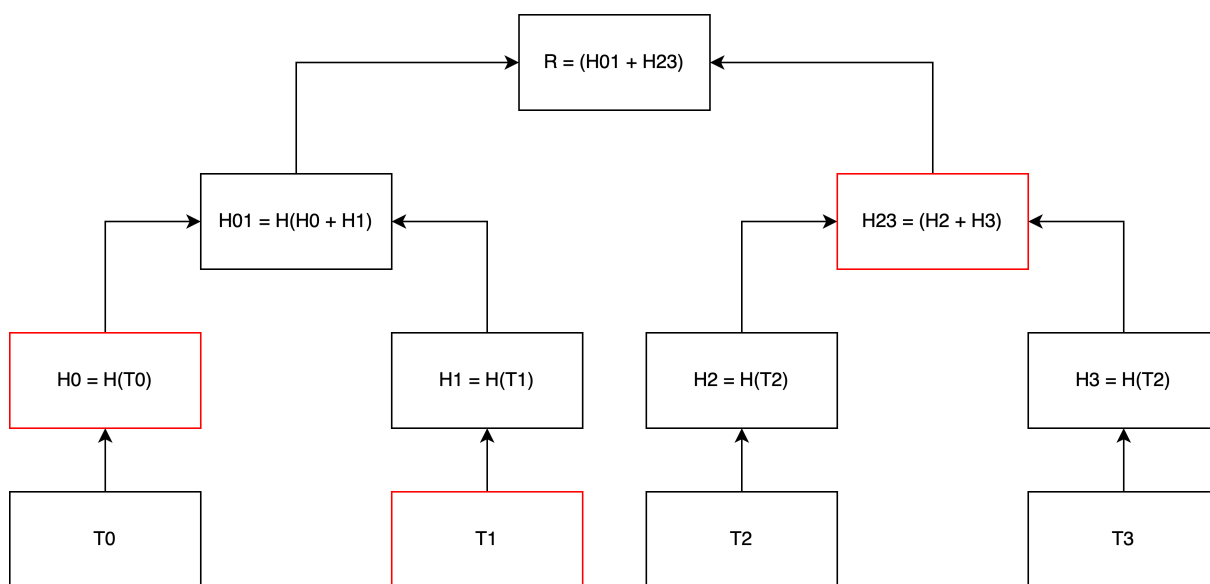 R = (H01 + H23)
H01 = H(H0 + H1)
H23 = (H2 + H3)
H0 = H(T0)
H1 = H(T1)
H2 = H(T2)
H3 = H(T2)
T0
T1
T2
T3